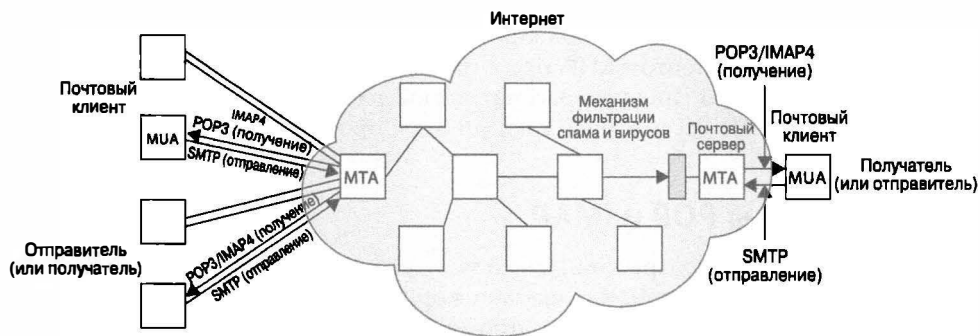 Интернет
Почтовый
клиент
IMAP4
POP3 (получение)
SMTP (отправление)
MUA
MTA
Отправитель
(или получатель)
POP3/IMAP4 (получение)
SMTP (отправление)
Механизм
фильтрации
спама и вирусов
Почтовый
сервер
MTA
POP3/IMAP4
(получение)
Почтовый
клиент
MUA
Получатель
(или отправитель)
SMTP
(отправление)